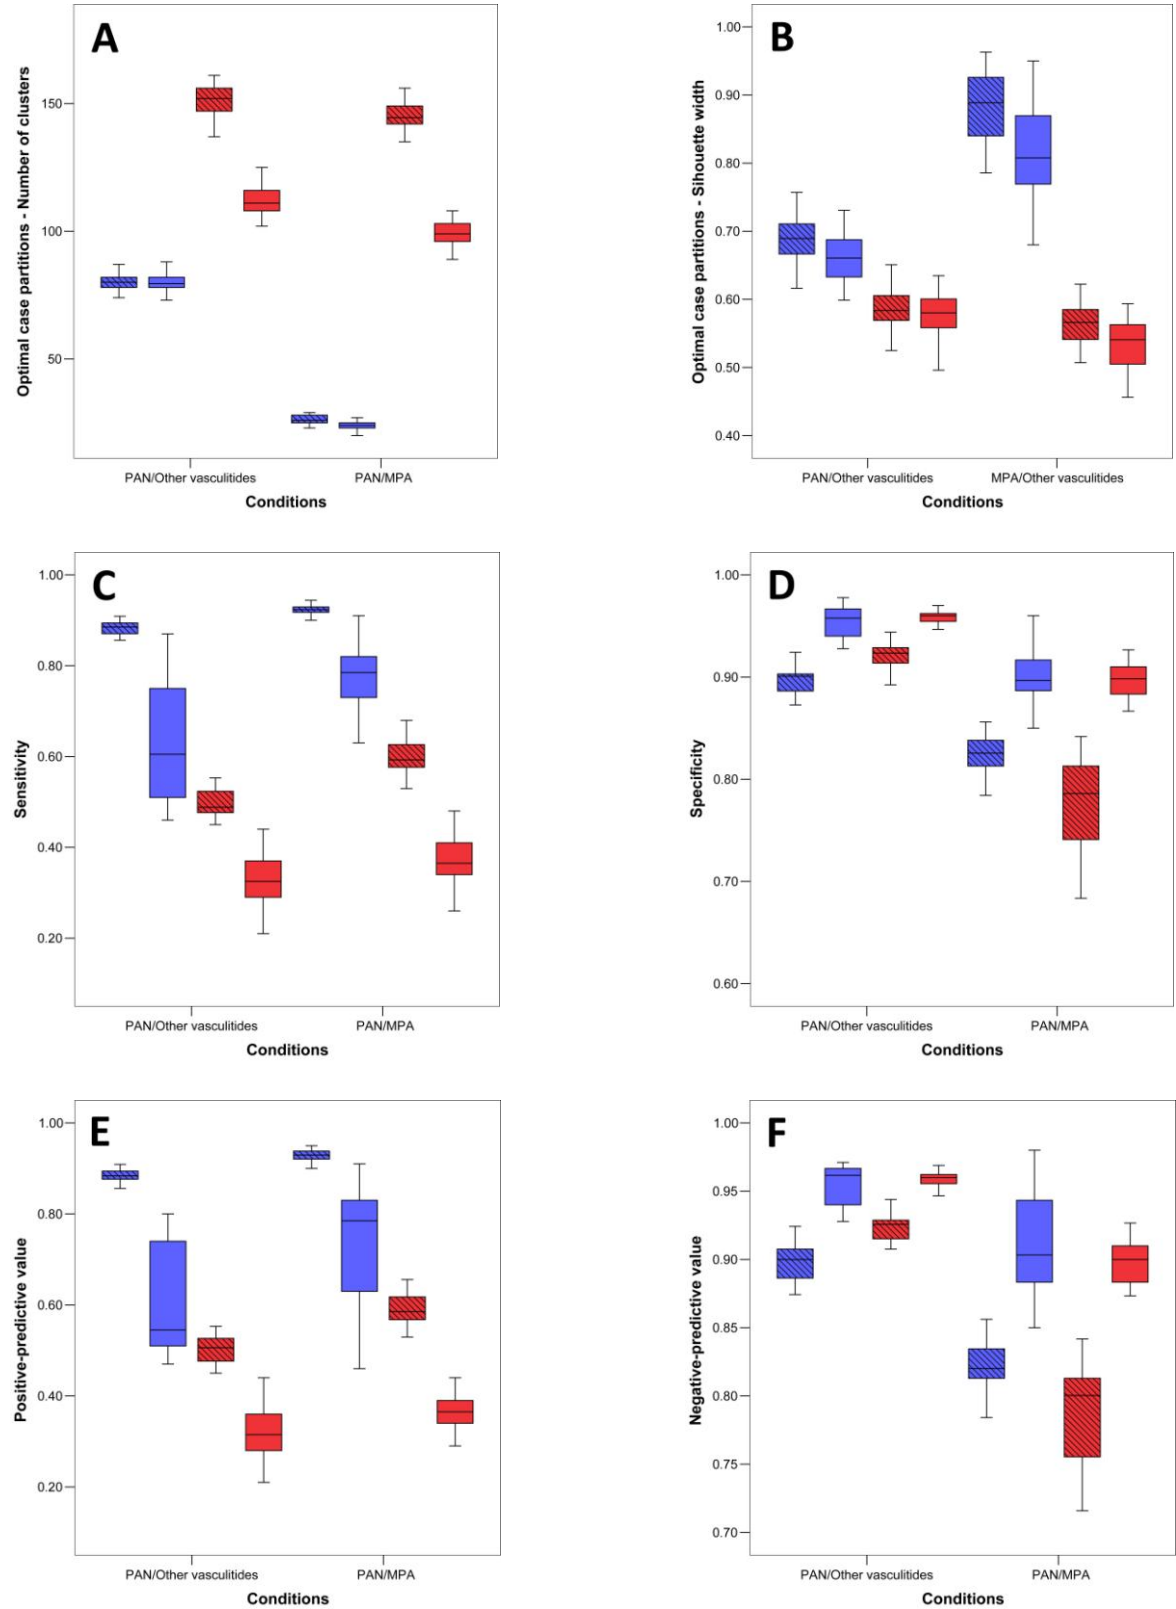 A
Optimal case partitions - Number of clusters
150
100
50
PAN/Other vasculitides
PAN/MPA
Conditions
B
Optimal case partitions - Sihouette width
1.00
0.90
0.80
0.70
0.60
0.50
0.40
PAN/Other vasculitides
MPA/Other vasculitides
Conditions
C
Sensitivity
1.00
0.80
0.60
0.40
0.20
PAN/Other vasculitides
PAN/MPA
Conditions
D
Specificity
1.00
0.90
0.80
0.70
0.60
PAN/Other vasculitides
PAN/MPA
Conditions
E
Positive-predictive value
1.00
0.80
0.60
0.40
0.20
PAN/Other vasculitides
PAN/MPA
Conditions
F
Negative-predictive value
1.00
0.95
0.90
0.85
0.80
0.75
0.70
PAN/Other vasculitides
PAN/MPA
Conditions